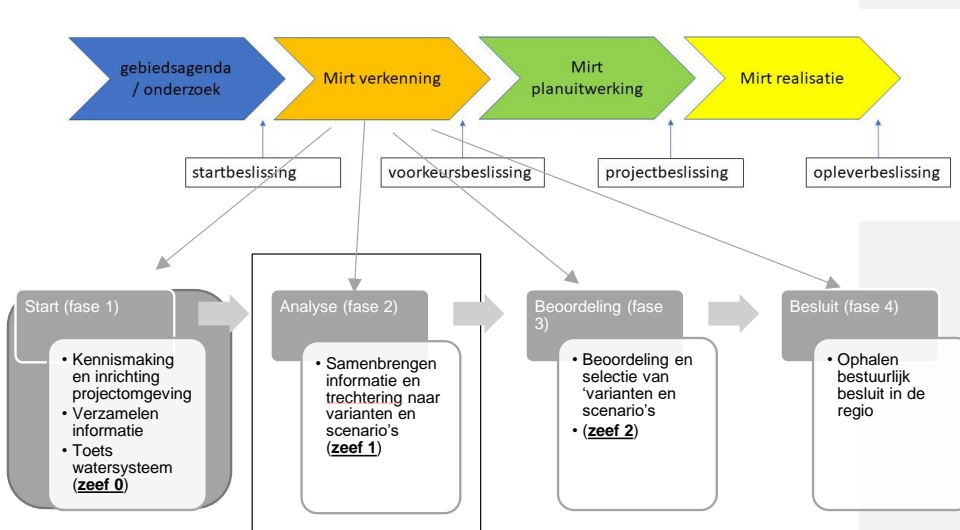 gebiedsagenda
/ onderzoek
Mirt verkenning
Mirt
planuitwerking
Mirt realisatie
startbeslissing
voorkeursbeslissing
projectbeslissing
opleverbeslissing
Start (fase 1)
• Kennismaking
en inrichting
projectomgeving
• Verzamelen
informatie
• Toets
watersysteem
(zeef 0)
Analyse (fase 2)
• Samenbrengen
informatie en
trechtering naar
varianten en
scenario's
(zeef 1)
Beoordeling (fase
3)
• Beoordeling en
selectie van
‘varianten en
scenario's
• (zeef 2)
Besluit (fase 4)
• Ophalen
bestuurlijk
besluit in de
regio